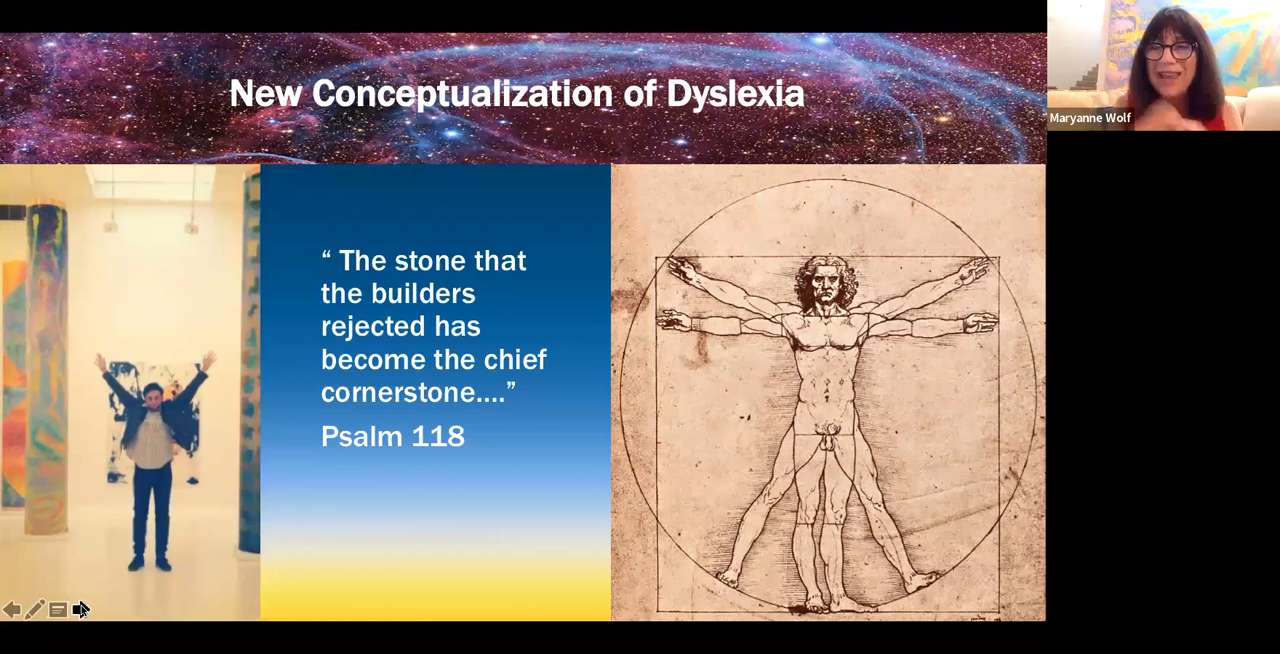 New Conceptualization of Dyslexia
Maryanne Wolf
“ The stone that
the builders
rejected has
become the chief
cornerstone....”
Psalm 118